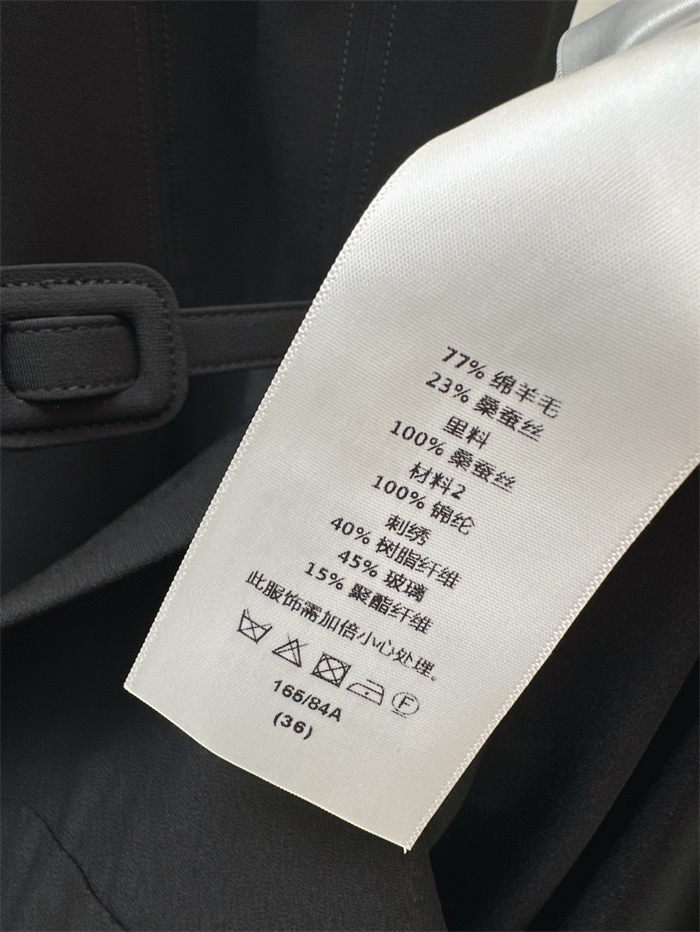 77% 绵羊毛
23% 桑蚕丝
里料
100% 桑蚕丝
材料2
100% 锦纶
刺绣
40% 树脂纤维
45% 玻璃
15% 聚酯纤维
此服饰需加倍小心处理。
F
165/84A
(36)